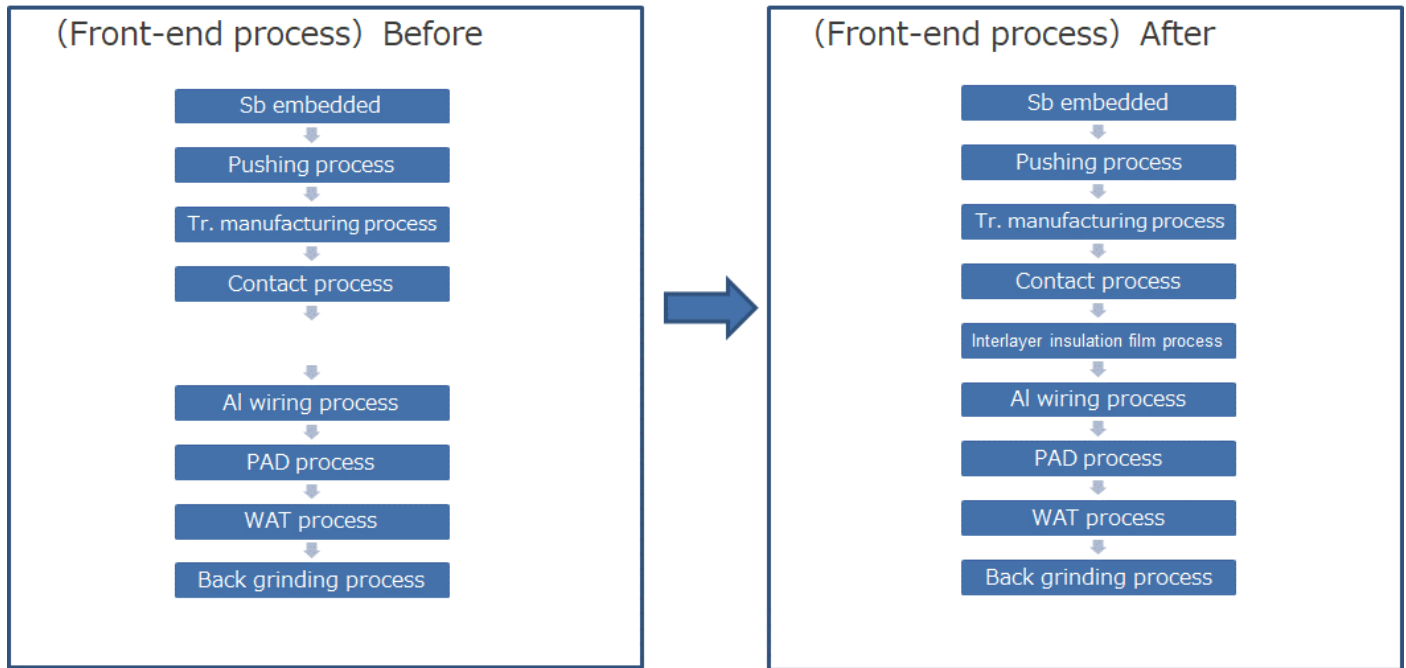 （Front-end process）Before
Sb embedded
Pushing process
Tr. manufacturing process
Contact process
Al wiring process
PAD process
WAT process
Back grinding process
（Front-end process）After
Sb embedded
Pushing process
Tr. manufacturing process
Contact process
Interlayer insulation film process
Al wiring process
PAD process
WAT process
Back grinding process